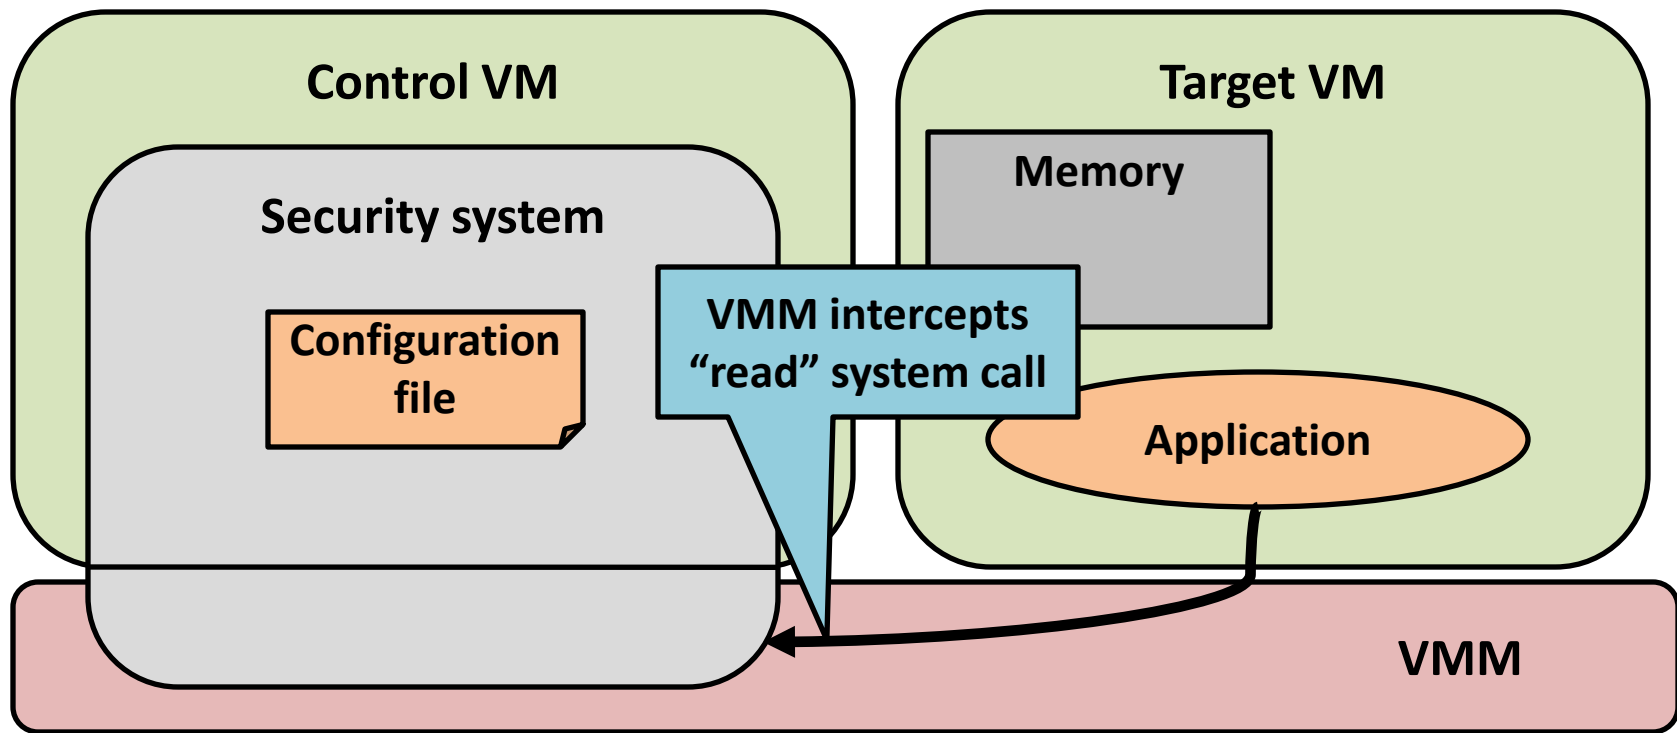 Control VM
Target VM
Memory
Security system
VMM intercepts
“read” system call
Configuration
file
Application
VMM